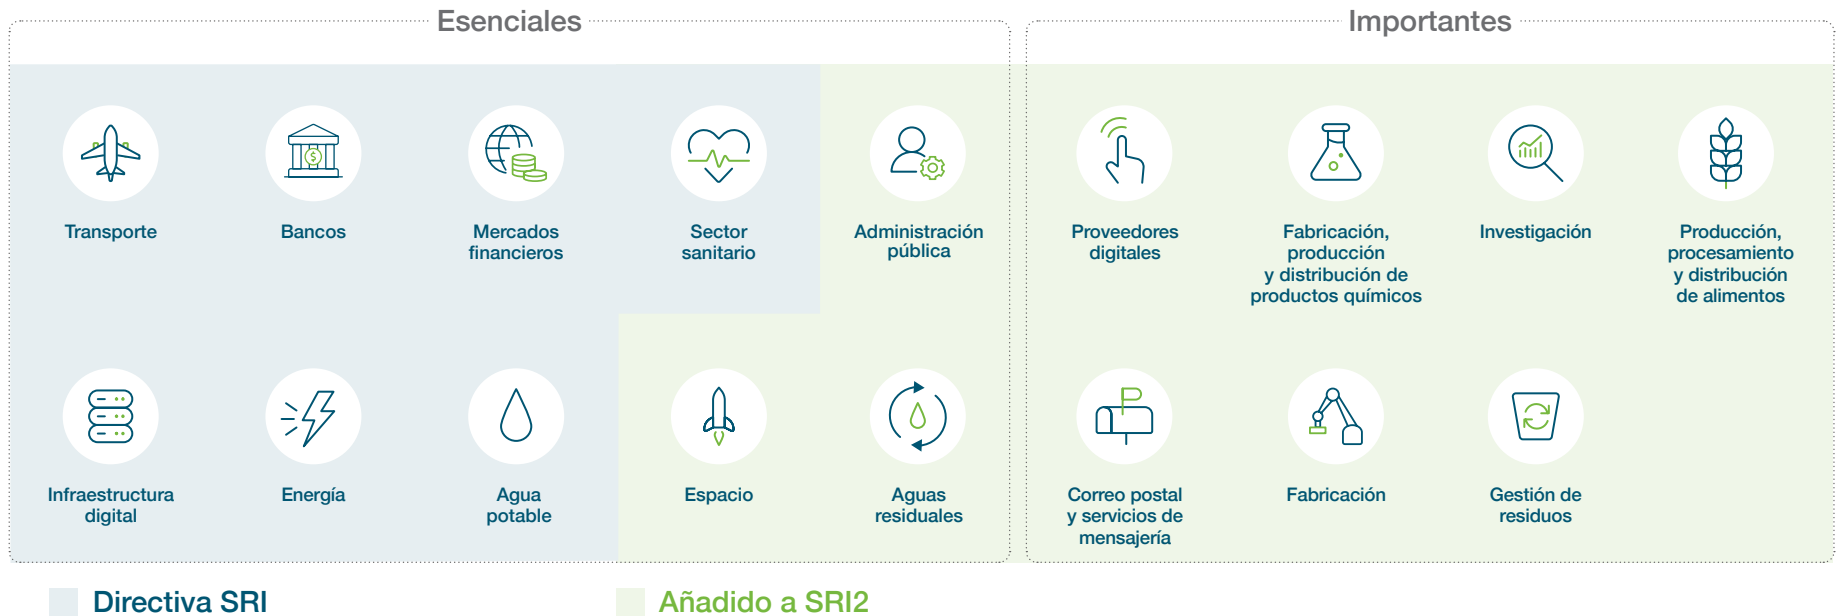 Esenciales
Importantes
Transporte
Bancos
Mercados
financieros
Sector
sanitario
Administración
pública
Proveedores
digitales
Fabricación,
producción
y distribución de
productos químicos
Investigación
Producción,
procesamiento
y distribución
de alimentos
Infraestructura
digital
Energía
Agua
potable
Espacio
Aguas
residuales
Correo postal
y servicios de
mensajería
Fabricación
Gestión de
residuos
Directiva SRI
Añadido a SRI2